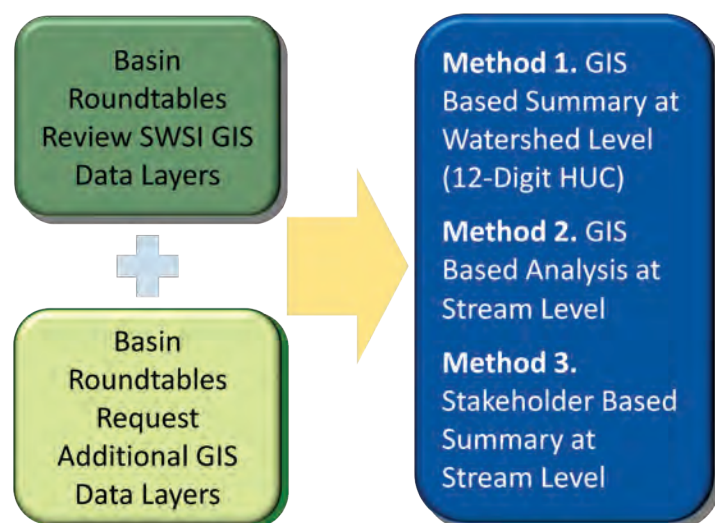 Basin
Roundtables
Review SWSI GIS
Data Layers
Basin
Roundtables
Request
Additional GIS
Data Layers
Method 1. GIS
Based Summary at
Watershed Level
(12-Digit HUC)
Method 2. GIS
Based Analysis at
Stream Level
Method 3.
Stakeholder Based
Summary at
Stream Level